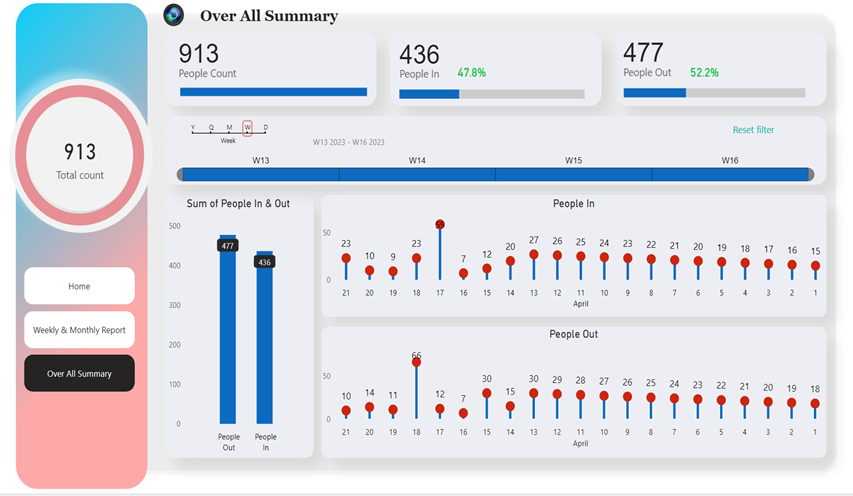 Over All Summary
913
People Count
436
People In 47.8%
477
People Out 52.2%
913
Total count
Home
Weekly & Monthly Report
Over All Summary
Y Q M W D
Week
W13 2023 - W16 2023
Reset filter
W13 W14 W15 W16
Sum of People In & Out
500
400
300
200
100
0
477
436
People Out
People In
People In
50
0
23 10 9 23 59 7 12 20 27 26 25 24 23 22 21 20 19 18 17 16 15
21 20 19 18 17 16 15 14 13 12 11 10 9 8 7 6 5 4 3 2 1
April
People Out
50
0
10 14 11 66 12 7 30 15 30 29 28 27 26 25 24 23 22 21 20 19 18
21 20 19 18 17 16 15 14 13 12 11 10 9 8 7 6 5 4 3 2 1
April